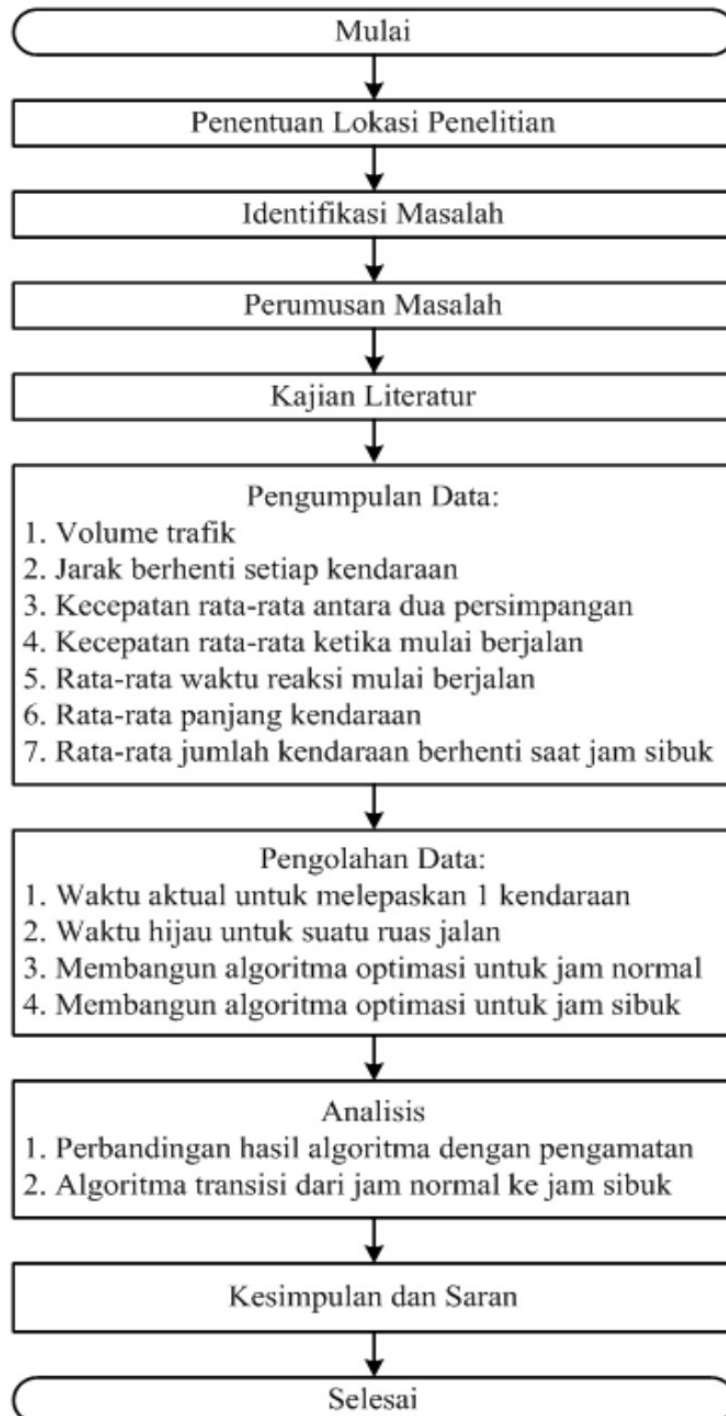 Mulai
Penentuan Lokasi Penelitian
Identifikasi Masalah
Perumusan Masalah
Kajian Literatur
Pengumpulan Data:
1. Volume trafik
2. Jarak berhenti setiap kendaraan
3. Kecepatan rata-rata antara dua persimpangan
4. Kecepatan rata-rata ketika mulai berjalan
5. Rata-rata waktu reaksi mulai berjalan
6. Rata-rata panjang kendaraan
7. Rata-rata jumlah kendaraan berhenti saat jam sibuk
Pengolahan Data:
1. Waktu aktual untuk melepaskan 1 kendaraan
2. Waktu hijau untuk suatu ruas jalan
3. Membangun algoritma optimasi untuk jam normal
4. Membangun algoritma optimasi untuk jam sibuk
Analisis
1. Perbandingan hasil algoritma dengan pengamatan
2. Algoritma transisi dari jam normal ke jam sibuk
Kesimpulan dan Saran
Selesai